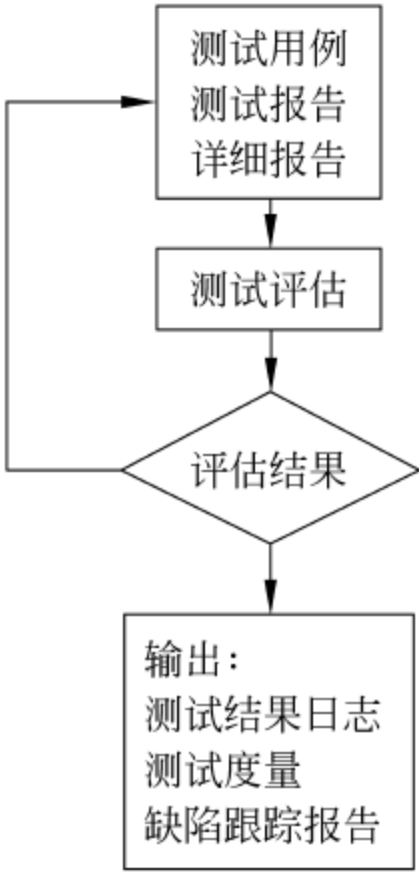 测试用例
测试报告
详细报告
测试评估
评估结果
输出：
测试结果日志
测试度量
缺陷跟踪报告